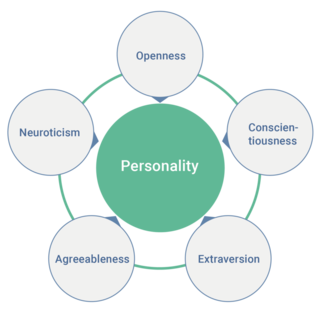 Openness
Neuroticism
Conscien-
tiousness
Personality
Agreeableness
Extraversion